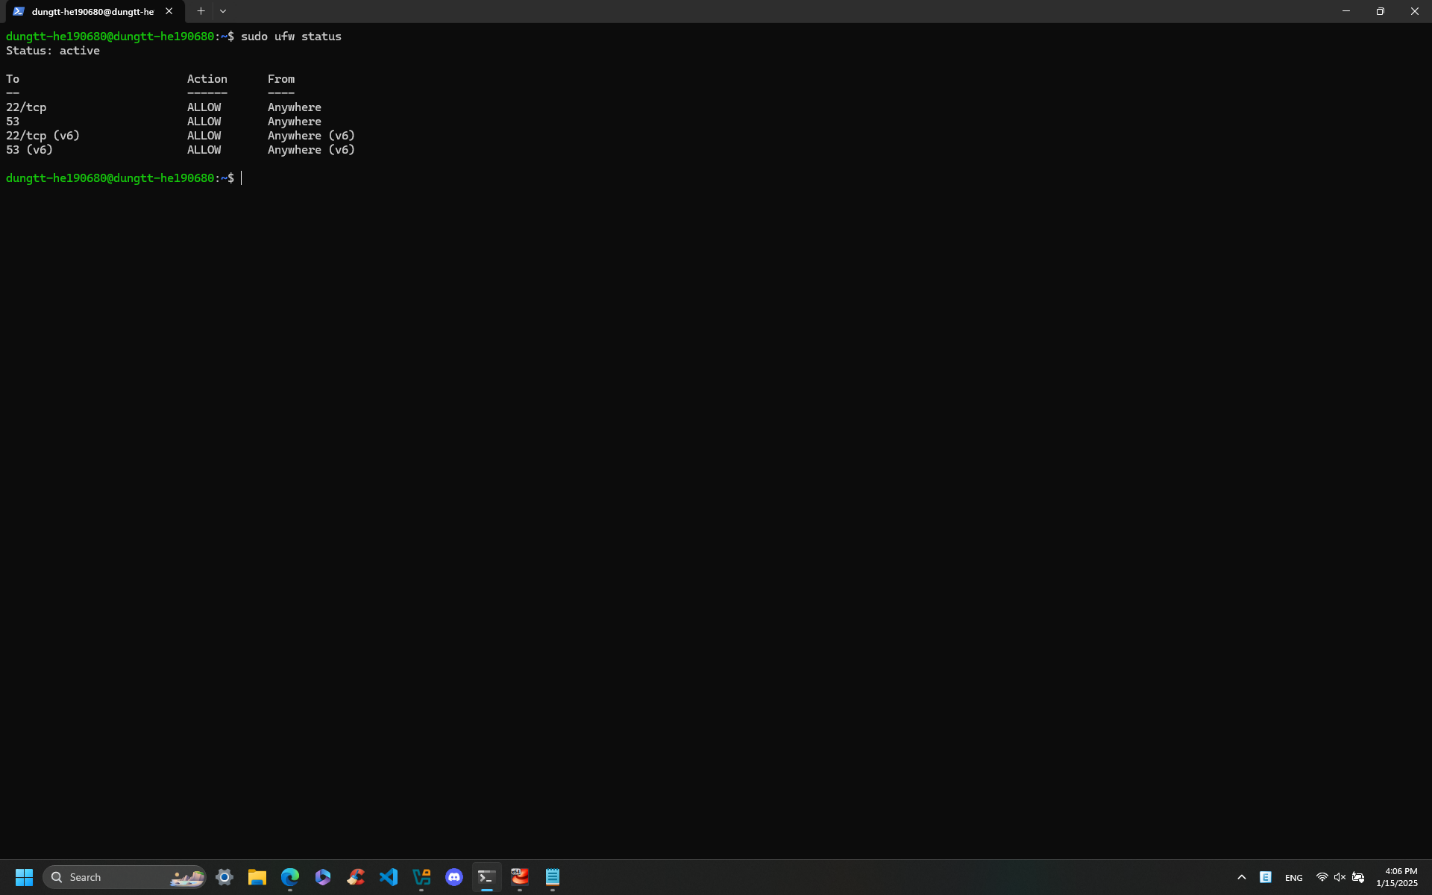 dungtt-he190680@dungtt-he
dungtt-he190680@dungtt-he190680:~$ sudo ufw status
Status: active
To                         Action      From
--                         ------      ----
22/tcp                     ALLOW       Anywhere
53                         ALLOW       Anywhere
22/tcp (v6)                ALLOW       Anywhere (v6)
53 (v6)                    ALLOW       Anywhere (v6)
dungtt-he190680@dungtt-he190680:~$
Search
ENG
4:06 PM
1/15/2025